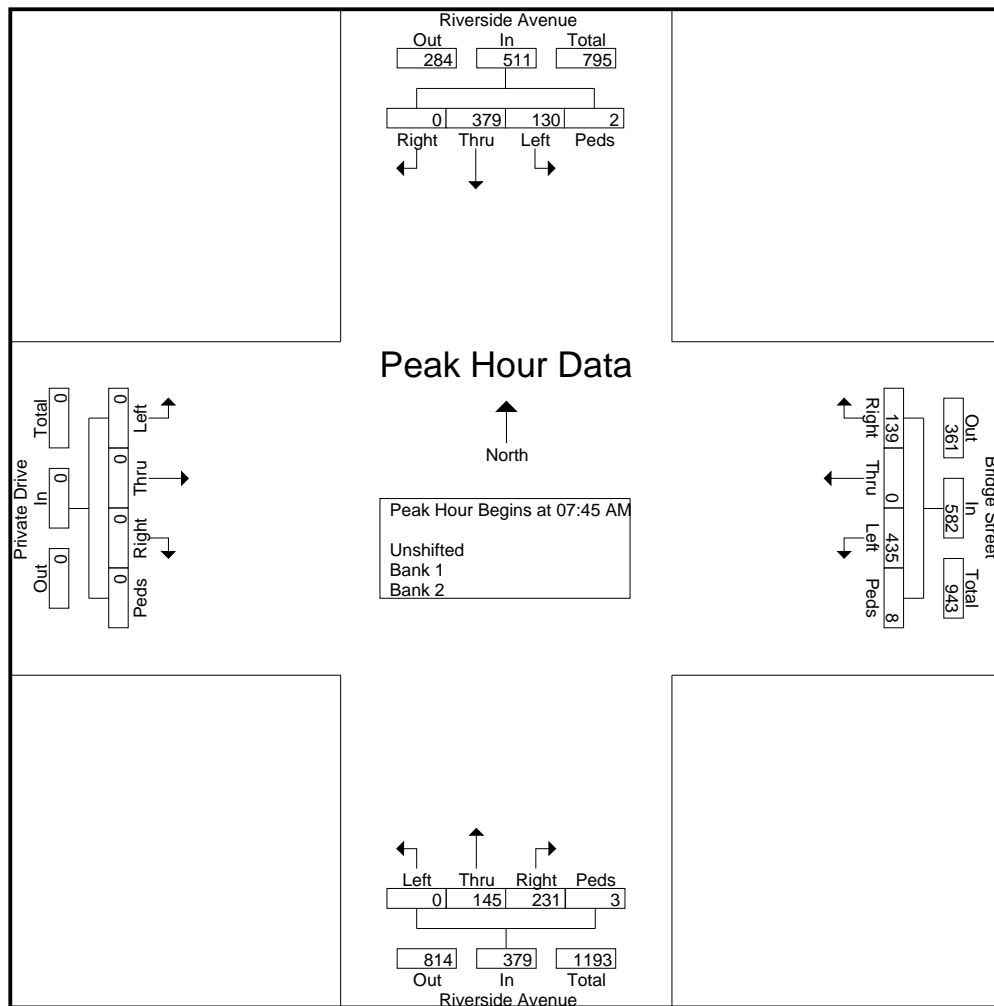 Riverside Avenue
Out In Total
284 511 795
0 379 130 2
Right Thru Left Peds
Peak Hour Data
North
Peak Hour Begins at 07:45 AM
Unshifted
Bank 1
Bank 2
Private Drive
Total In Out
0 0 0
0 0 0 0
Left Thru Right Peds
Bridge Street
Out In Total
361 582 943
139 0 435 8
Right Thru Left Peds
Left Thru Right Peds
0 145 231 3
814 379 1193
Out In Total
Riverside Avenue